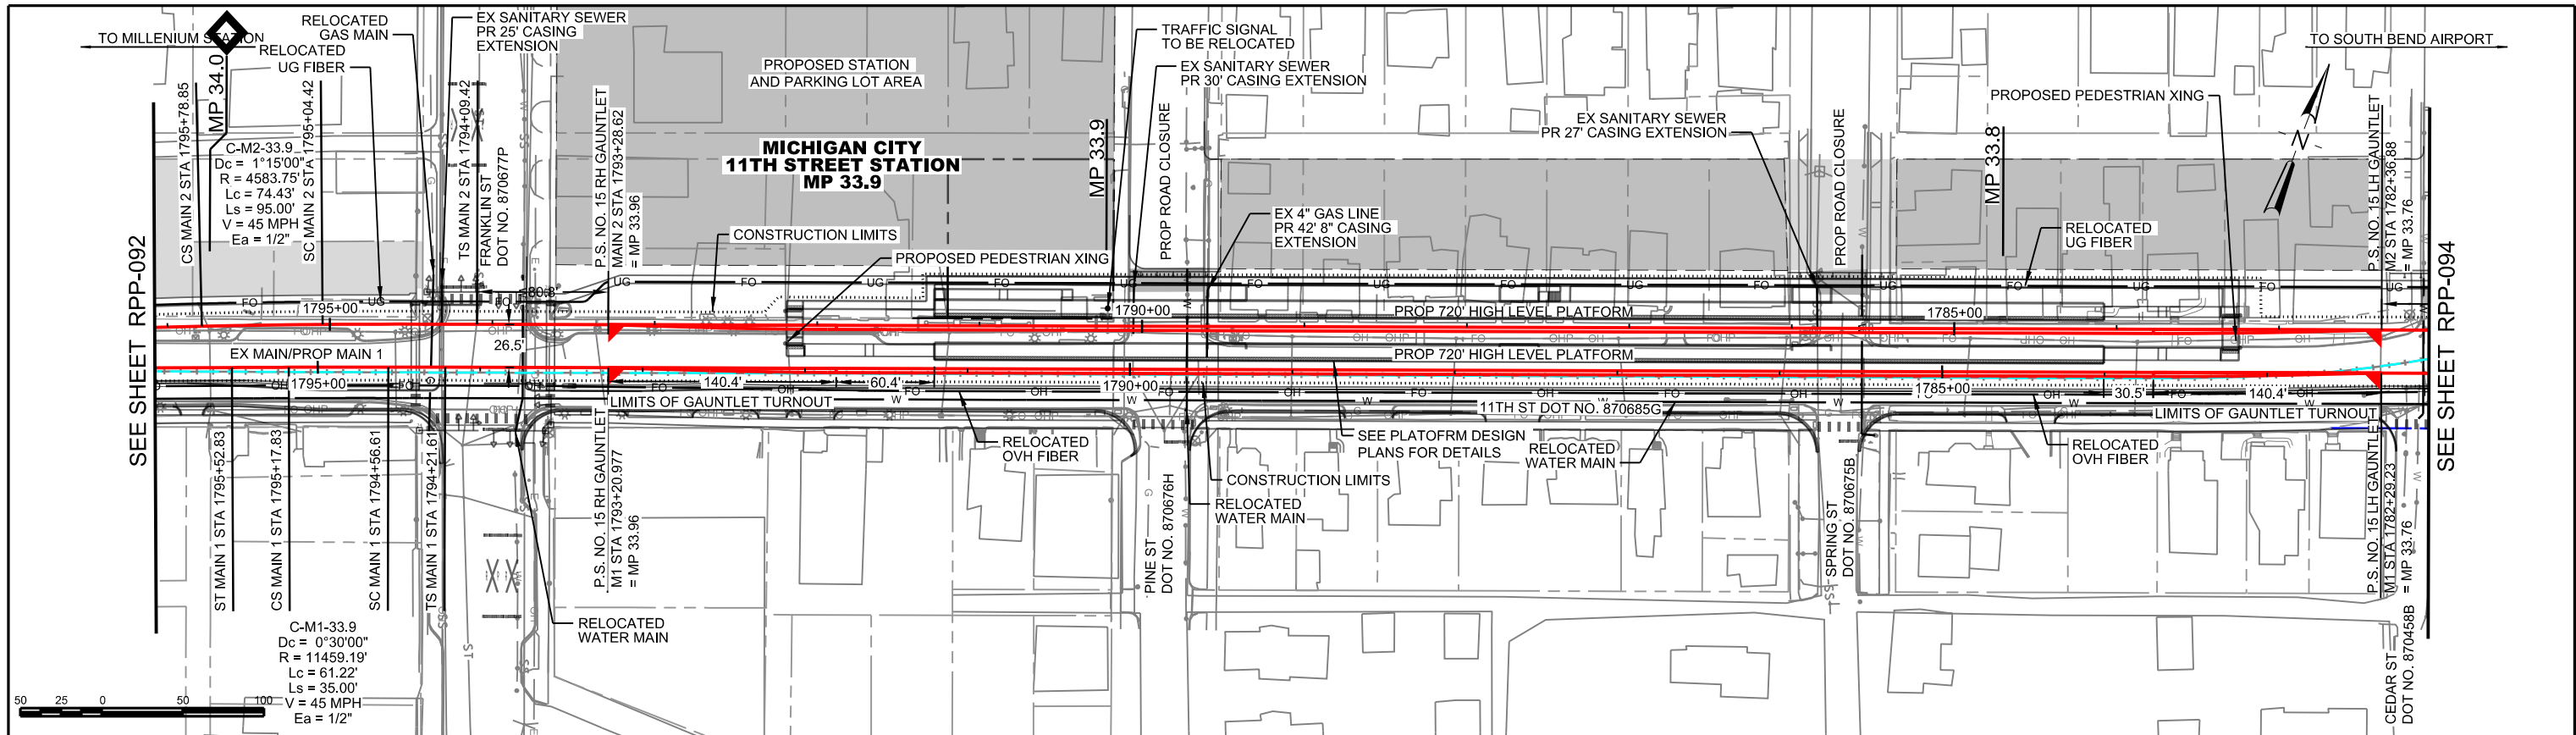 TO MILLENIUM STATION
MP 34.0
RELOCATED
GAS MAIN
RELOCATED
UG FIBER
EX SANITARY SEWER
PR 25' CASING
EXTENSION
PROPOSED STATION
AND PARKING LOT AREA
MICHIGAN CITY
11TH STREET STATION
MP 33.9
TRAFFIC SIGNAL
TO BE RELOCATED
EX SANITARY SEWER
PR 30' CASING EXTENSION
MP 33.9
PROP ROAD CLOSURE
EX SANITARY SEWER
PR 27' CASING EXTENSION
PROP ROAD CLOSURE
PROPOSED PEDESTRIAN XING
MP 33.8
TO SOUTH BEND AIRPORT
N
CS MAIN 2 STA 1795+78.85
C-M2-33.9
Dc = 1°15'00"
R = 4583.75'
Lc = 74.43'
Ls = 95.00'
V = 45 MPH
Ea = 1/2"
SC MAIN 2 STA 1795+04.42
TS MAIN 2 STA 1794+09.42
FRANKLIN ST
DOT NO. 870677P
P.S. NO. 15 RH GAUNTLET
MAIN 2 STA 1793+28.62
= MP 33.96
CONSTRUCTION LIMITS
PROPOSED PEDESTRIAN XING
EX 4" GAS LINE
PR 42' 8" CASING
EXTENSION
RELOCATED
UG FIBER
P.S. NO. 15 LH GAUNTLET
M2 STA 1782+36.88
= MP 33.76
SEE SHEET RPP-092
SEE SHEET RPP-094
80.8'
1795+00
1790+00
PROP 720' HIGH LEVEL PLATFORM
1785+00
26.5'
EX MAIN/PROP MAIN 1
PROP 720' HIGH LEVEL PLATFORM
1795+00
140.4'
60.4'
1790+00
1785+00
30.5'
140.4'
LIMITS OF GAUNTLET TURNOUT
11TH ST DOT NO. 870685G
LIMITS OF GAUNTLET TURNOUT
RELOCATED
OVH FIBER
SEE PLATOFRM DESIGN
PLANS FOR DETAILS
RELOCATED
WATER MAIN
RELOCATED
OVH FIBER
CONSTRUCTION LIMITS
RELOCATED
WATER MAIN
ST MAIN 1 STA 1795+52.83
CS MAIN 1 STA 1795+17.83
SC MAIN 1 STA 1794+56.61
TS MAIN 1 STA 1794+21.61
P.S. NO. 15 RH GAUNTLET
M1 STA 1793+20.977
= MP 33.96
PINE ST
DOT NO. 870676H
SPRING ST
DOT NO. 870675B
P.S. NO. 15 LH GAUNTLET
M1 STA 1782+29.23
= MP 33.76
CEDAR ST
DOT NO. 870458B
RELOCATED
WATER MAIN
C-M1-33.9
Dc = 0°30'00"
R = 11459.19'
Lc = 61.22'
Ls = 35.00'
V = 45 MPH
Ea = 1/2"
50 25 0 50 100